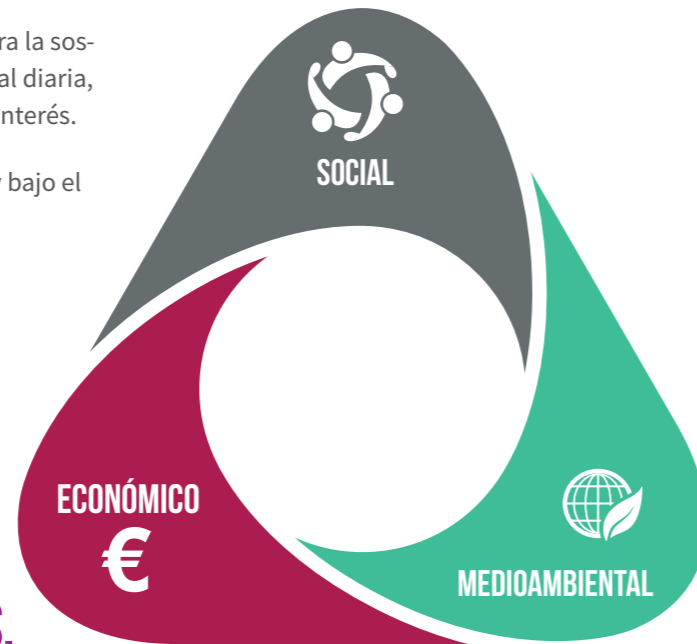 ra la sos-
al diaria,
nterés.
bajo el
SOCIAL
ECONÓMICO
€
MEDIOAMBIENTAL